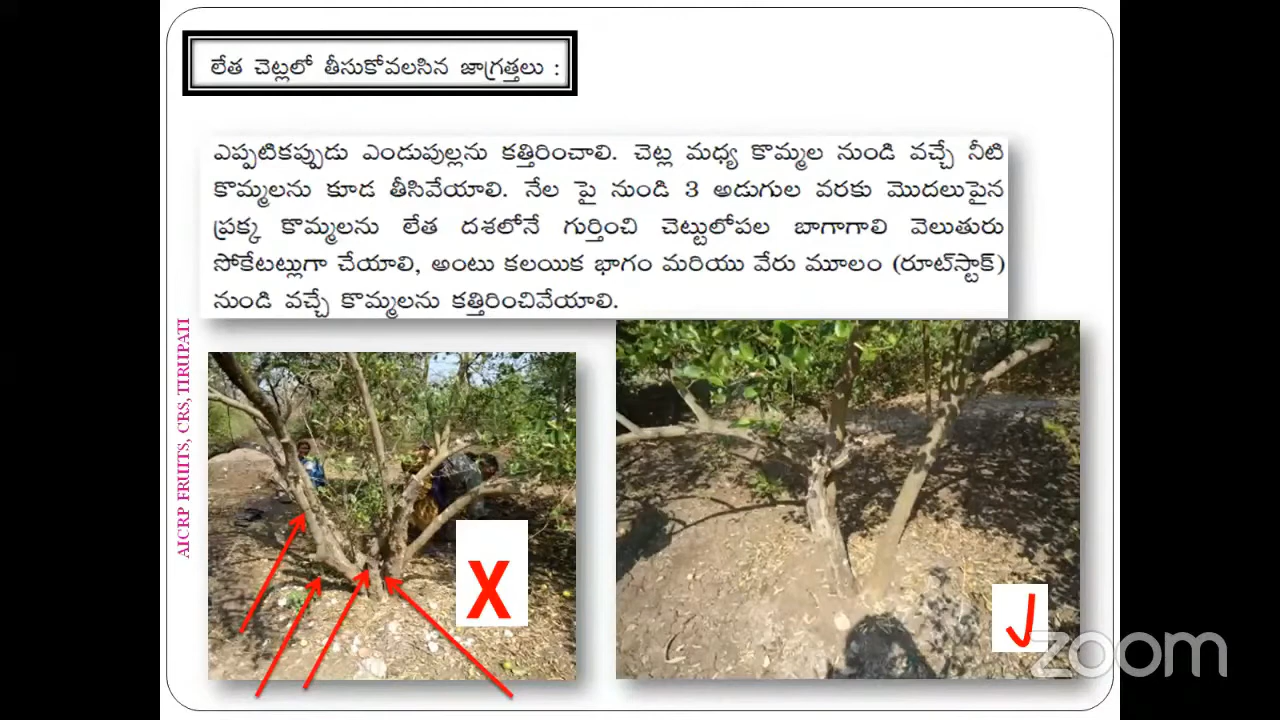 లేత చెట్లలో తీసుకోవలసిన జాగ్రత్తలు :
ఎప్పటికప్పుడు ఎండుపుల్లను కత్తిరించాలి. చెట్ల మధ్య కొమ్మల నుండి వచ్చే నీటి
కొమ్మలను కూడ తీసివేయాలి. నేల పై నుండి 3 అడుగుల వరకు మొదలుపైన
ప్రక్క కొమ్మలను లేత దశలోనే గుర్తించి చెట్టులోపల బాగాగాలి వెలుతురు
సోకేటట్లుగా చేయాలి, అంటు కలయిక భాగం మరియు వేరు మూలం (రూట్‌స్టాక్)
నుండి వచ్చే కొమ్మలను కత్తిరించివేయాలి.
AICRP FRUITS, CRS, TIRUPATI
X
zoom